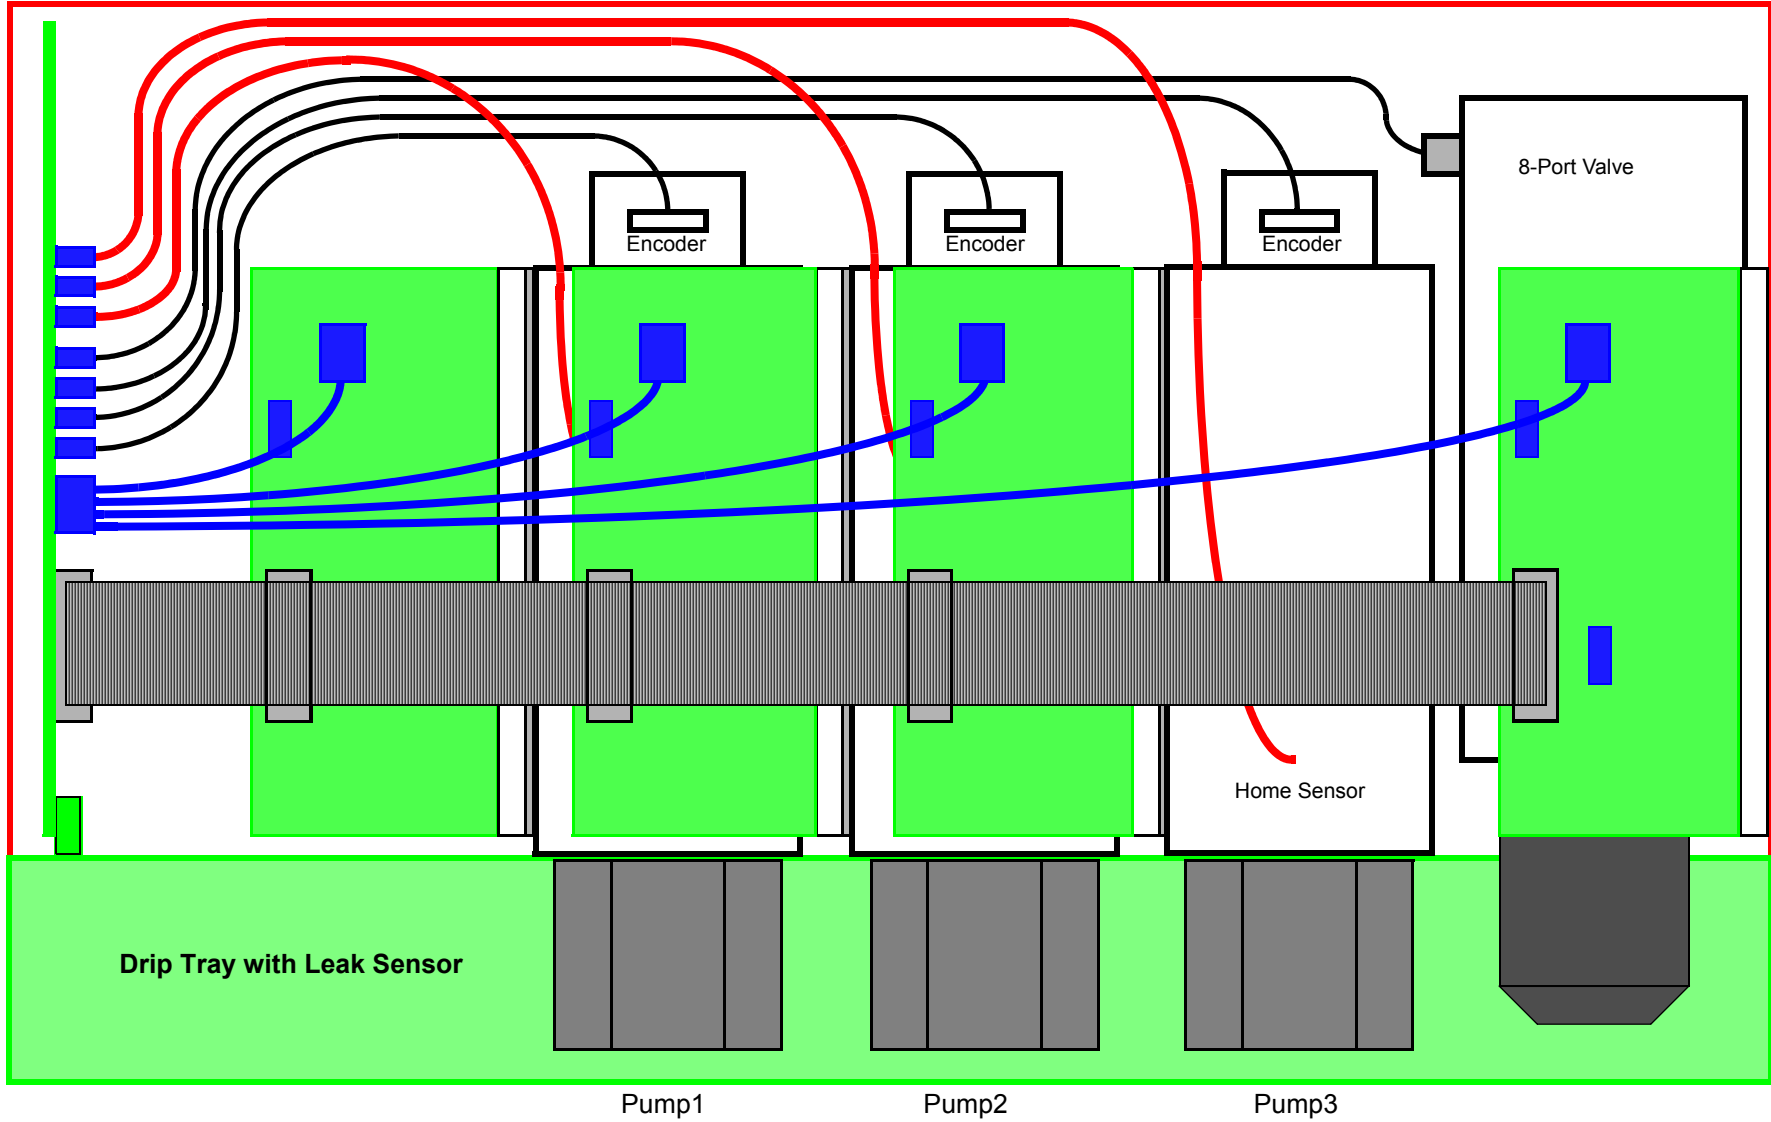 8-Port Valve
Encoder
Encoder
Encoder
Home Sensor
Drip Tray with Leak Sensor
Pump1
Pump2
Pump3